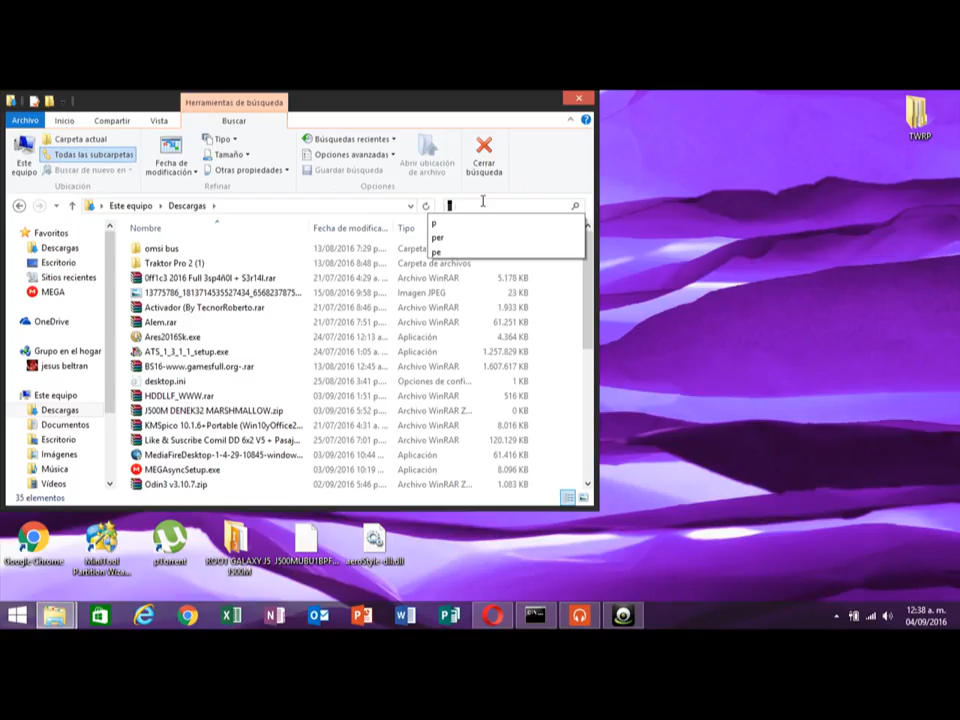 Herramientas de búsqueda
Archivo Inicio Compartir Vista Buscar
Este equipo
Carpeta actual
Todas las subcarpetas
Buscar de nuevo en
Ubicación
Fecha de modificación
Tipo
Tamaño
Otras propiedades
Refinar
Búsquedas recientes
Opciones avanzadas
Guardar búsqueda
Opciones
Abrir ubicación de archivo
Cerrar búsqueda
Este equipo Descargas
p
per
pe
Favoritos
Descargas
Escritorio
Sitios recientes
MEGA
OneDrive
Grupo en el hogar
jesus beltran
Este equipo
Descargas
Documentos
Escritorio
Imágenes
Música
Vídeos
Nombre Fecha de modifica... Tipo
omsi bus 13/08/2016 7:29 p. Carpeta
Traktor Pro 2 (1) 13/08/2016 8:48 p... Carpeta de archivos
0ff1c3 2016 Full 3sp4ñ0l + S3r14l.rar 21/07/2016 4:29 a... Archivo WinRAR 5.178 KB
13775786_1813714535527434_6568237875... 15/08/2016 9:58 p... Imagen JPEG 23 KB
Activador (By TecnorRoberto.rar 21/07/2016 8:46 p... Archivo WinRAR 1.933 KB
Alem.rar 21/07/2016 7:51 p... Archivo WinRAR 61.251 KB
Ares2016Sk.exe 24/07/2016 12:13 a... Aplicación 4.364 KB
ATS_1_3_1_1_setup.exe 24/07/2016 1:05 a... Aplicación 1.257.829 KB
BS16-www.gamesfull.org-.rar 13/08/2016 12:45 a... Archivo WinRAR 1.607.617 KB
desktop.ini 25/08/2016 3:41 p... Opciones de confi... 1 KB
HDDLLF_WWW.rar 03/09/2016 1:51 p... Archivo WinRAR 516 KB
J500M DENEK32 MARSHMALLOW.zip 03/09/2016 5:52 p... Archivo WinRAR Z... 0 KB
KMSpico 10.1.6+Portable (Win10yOffice2... 21/07/2016 4:31 a... Archivo WinRAR 8.016 KB
Like & Suscribe Comil DD 6x2 V5 + Pasaj... 21/07/2016 7:01 p... Archivo WinRAR 120.129 KB
MediaFireDesktop-1-4-29-10845-window... 03/09/2016 10:44 ... Aplicación 61.416 KB
MEGAsyncSetup.exe 03/09/2016 10:19 ... Aplicación 8.096 KB
Odin3 v3.10.7.zip 02/09/2016 5:46 p... Archivo WinRAR Z... 1.083 KB
35 elementos
TWRP
Google Chrome
MiniTool Partition Wiza...
µTorrent
ROOT GALAXY J5 J500M
J500MUBU1BPF...
aeroStyle-dll.dll
12:38 a. m.
04/09/2016